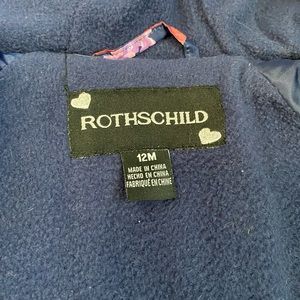 ROTHSCHILD
12M
MADE IN CHINA
HECHO EN CHINA
FABRIQUÉ EN CHINE